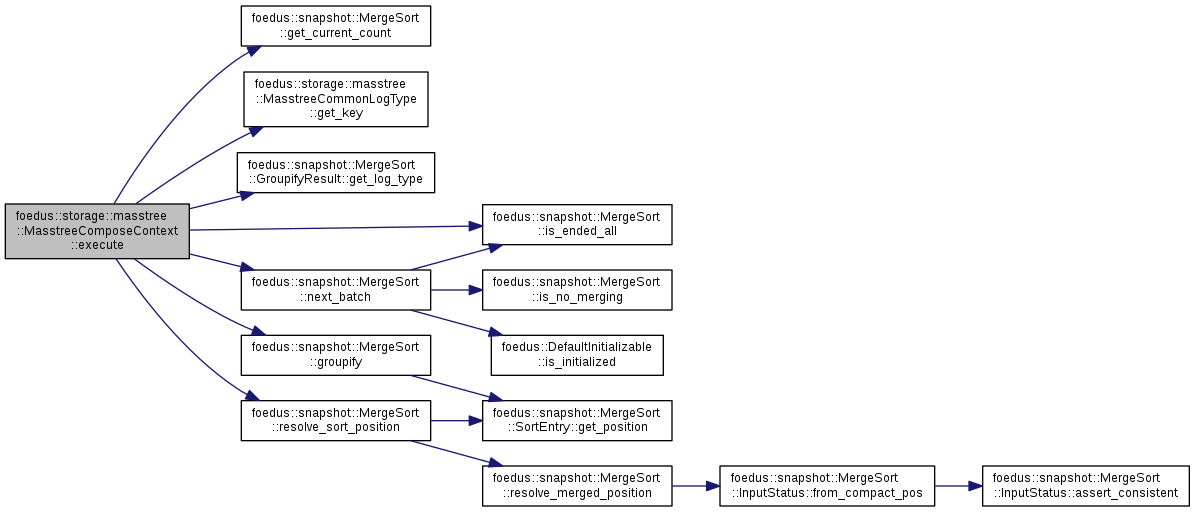 foedus::snapshot::MergeSort
::get_current_count
foedus::storage::masstree
::MasstreeCommonLogType
::get_key
foedus::snapshot::MergeSort
::GroupifyResult::get_log_type
foedus::storage::masstree
::MasstreeComposeContext
::execute
foedus::snapshot::MergeSort
::is_ended_all
foedus::snapshot::MergeSort
::next_batch
foedus::snapshot::MergeSort
::is_no_merging
foedus::snapshot::MergeSort
::groupify
foedus::DefaultInitializable
::is_initialized
foedus::snapshot::MergeSort
::resolve_sort_position
foedus::snapshot::MergeSort
::SortEntry::get_position
foedus::snapshot::MergeSort
::resolve_merged_position
foedus::snapshot::MergeSort
::InputStatus::from_compact_pos
foedus::snapshot::MergeSort
::InputStatus::assert_consistent